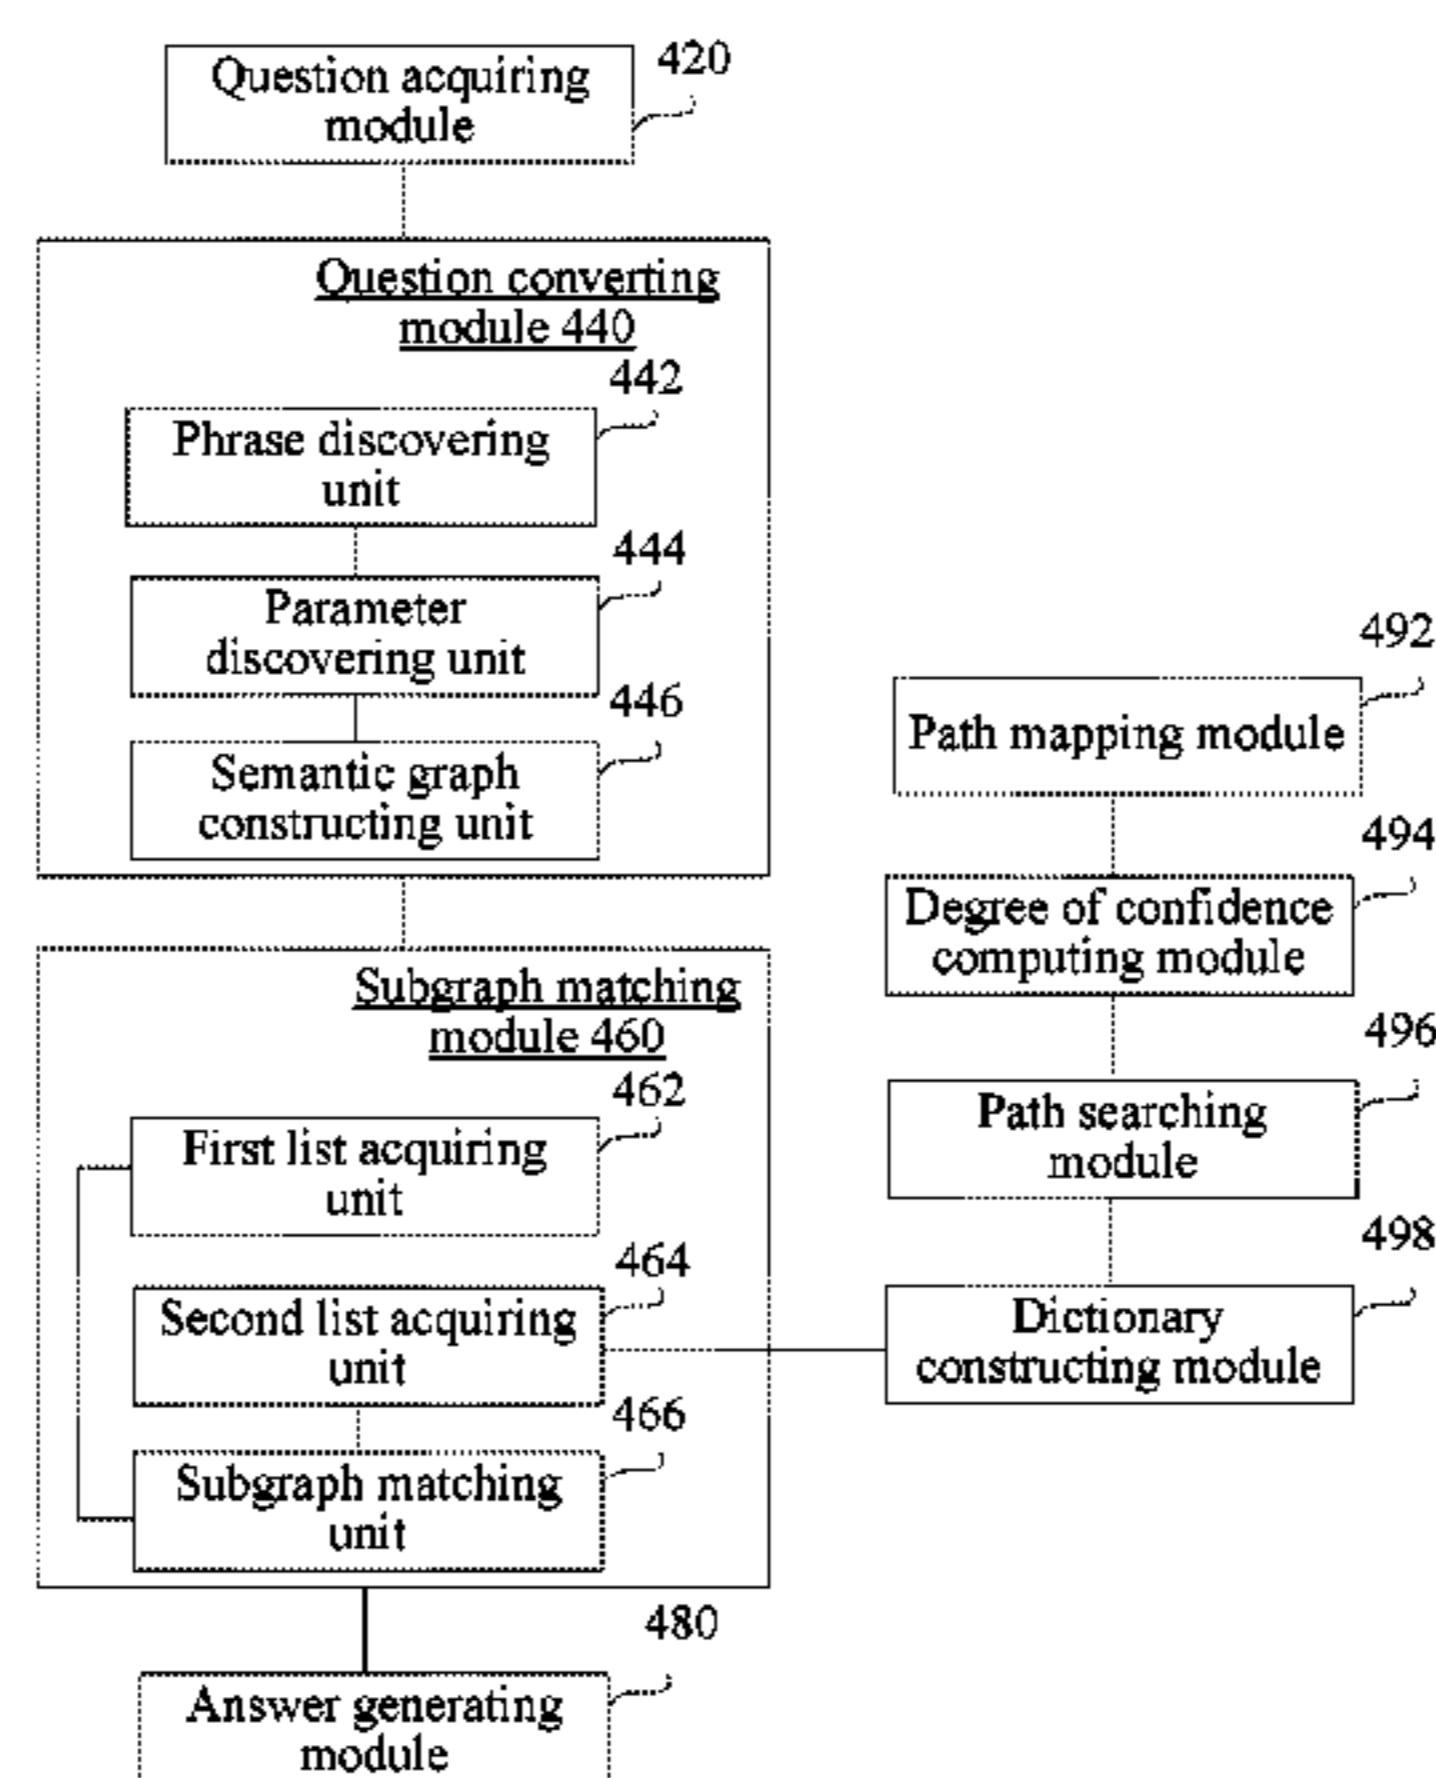 420
Question acquiring
module
Question converting
module 440
442
Phrase discovering
unit
444
Parameter
discovering unit
446
Semantic graph
constructing unit
Subgraph matching
module 460
462
First list acquiring
unit
464
Second list acquiring
unit
466
Subgraph matching
unit
480
Answer generating
module
492
Path mapping module
494
Degree of confidence
computing module
496
Path searching
module
498
Dictionary
constructing module